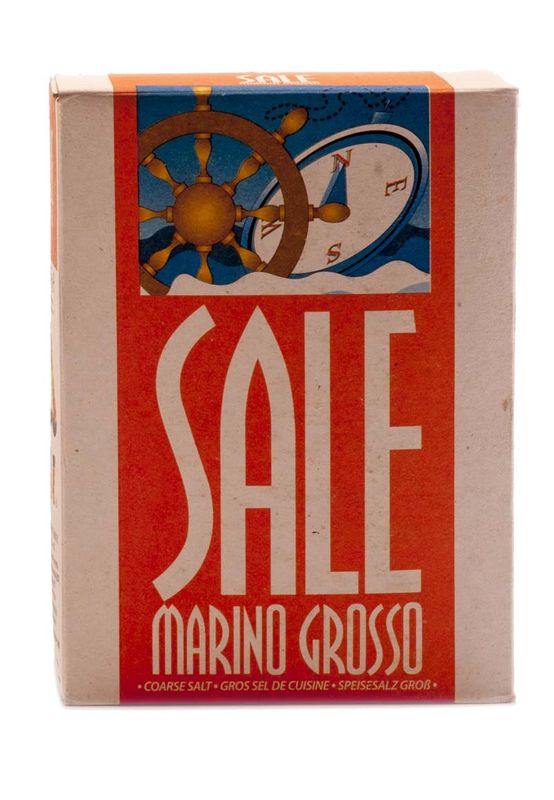 SALE
N
E
S
W
SALE
MARINO GROSSO
• COARSE SALT • GROS SEL DE CUISINE • SPEISESALZ GROß •